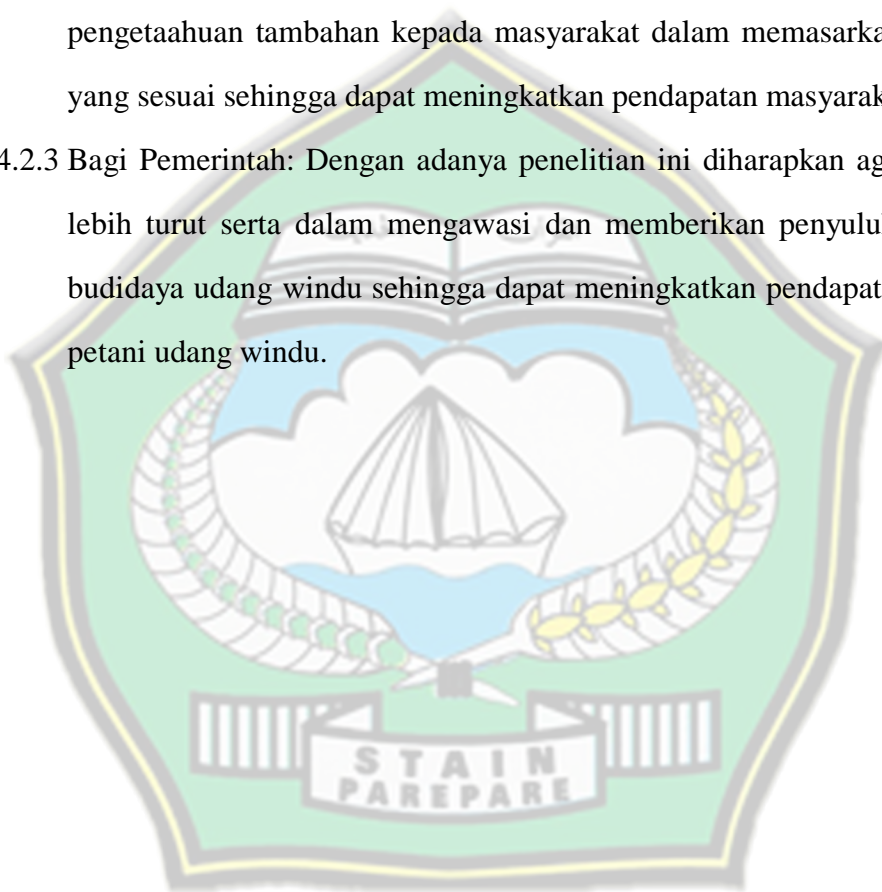 pengetaahuan tambahan kepada masyarakat dalam memasarka
yang sesuai sehingga dapat meningkatkan pendapatan masyarak
4.2.3 Bagi Pemerintah: Dengan adanya penelitian ini diharapkan ag
lebih turut serta dalam mengawasi dan memberikan penyulu
budidaya udang windu sehingga dapat meningkatkan pendapat
petani udang windu.
STAIN
PAREPARE